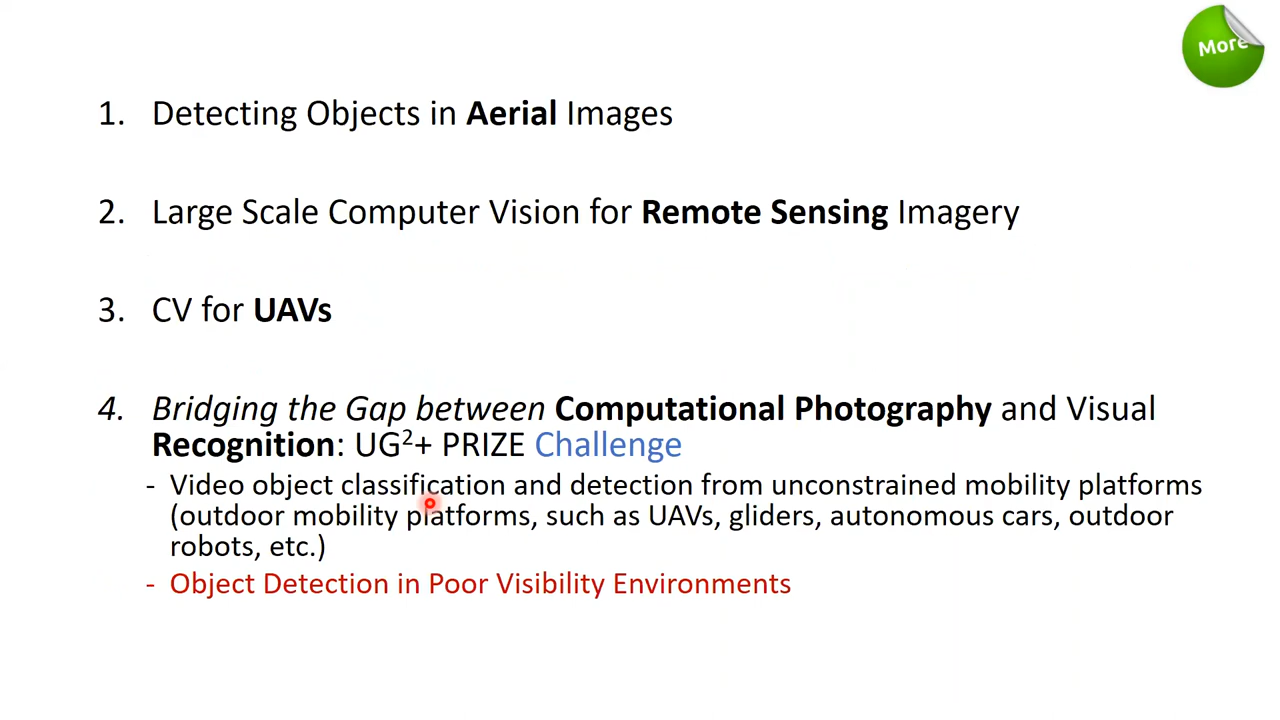 More
1. Detecting Objects in Aerial Images
2. Large Scale Computer Vision for Remote Sensing Imagery
3. CV for UAVs
4. Bridging the Gap between Computational Photography and Visual
Recognition: UG²+ PRIZE Challenge
- Video object classification and detection from unconstrained mobility platforms
(outdoor mobility platforms, such as UAVs, gliders, autonomous cars, outdoor
robots, etc.)
- Object Detection in Poor Visibility Environments